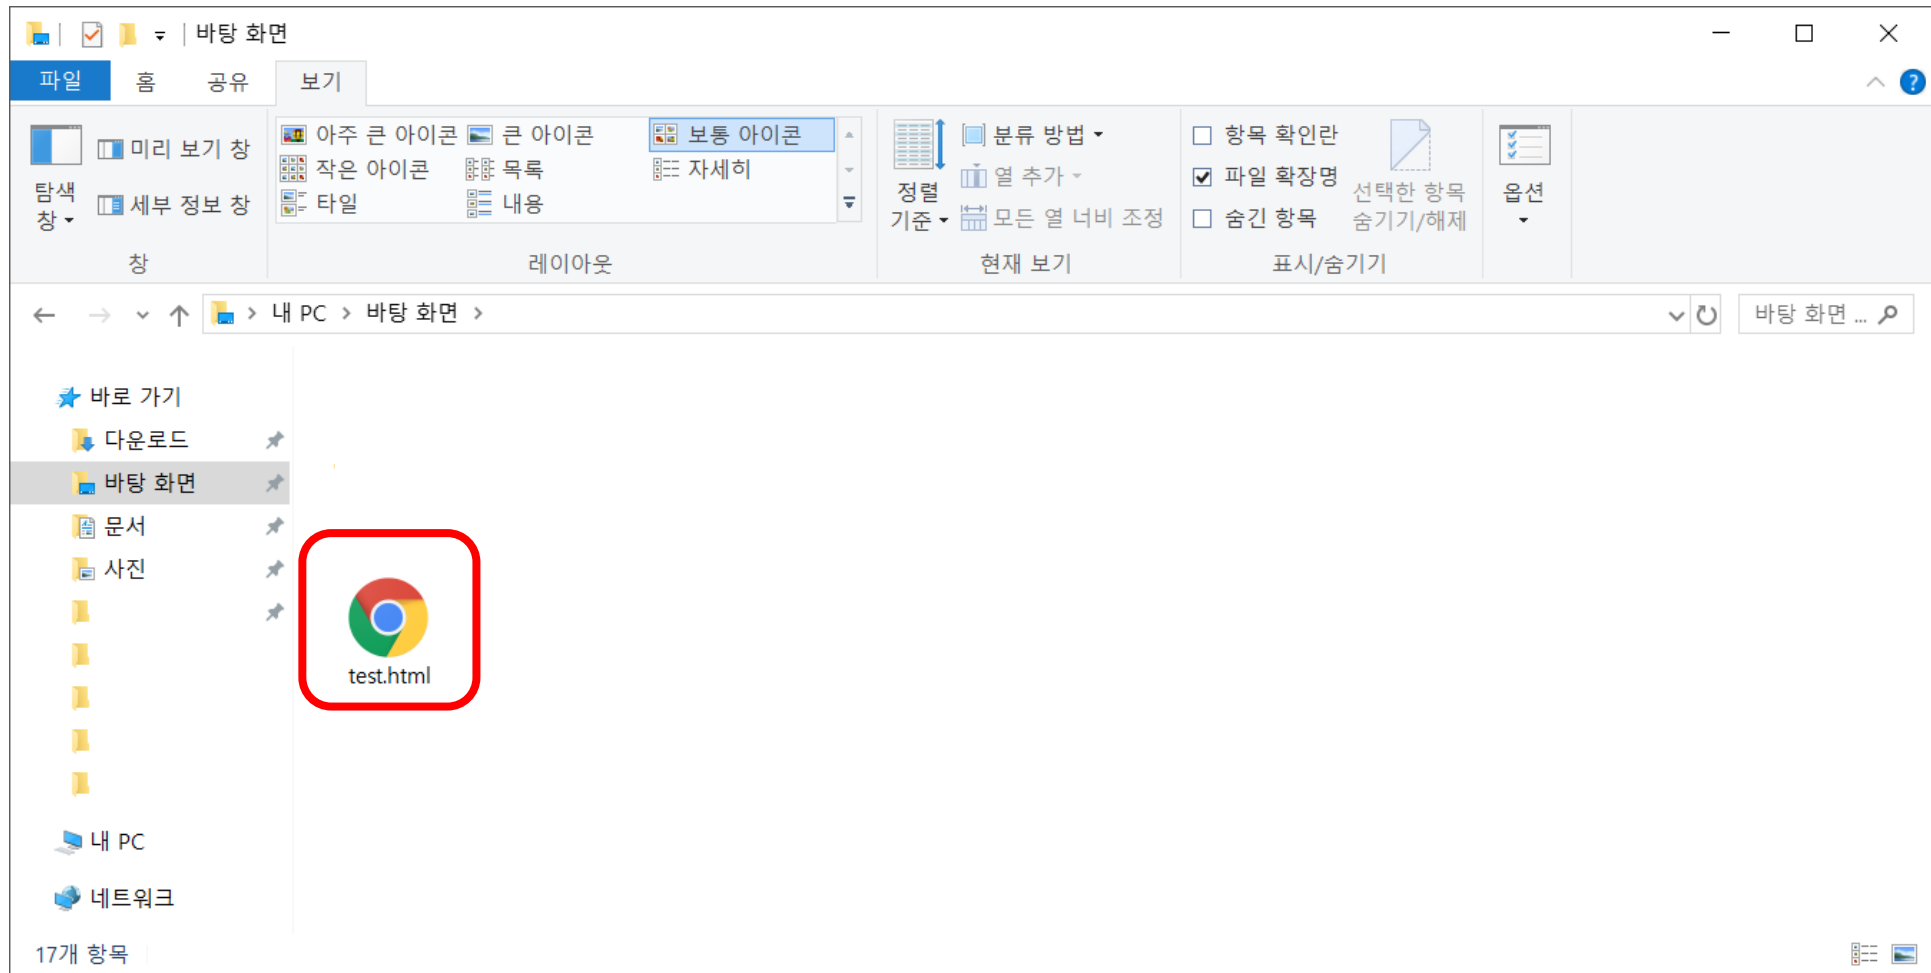 바탕 화면
파일 홈 공유 보기
탐색 창
미리 보기 창
세부 정보 창
창
아주 큰 아이콘 큰 아이콘 보통 아이콘
작은 아이콘 목록 자세히
타일 내용
레이아웃
정렬 기준
분류 방법
열 추가
모든 열 너비 조정
현재 보기
항목 확인란
파일 확장명
숨긴 항목
선택한 항목
숨기기/해제
표시/숨기기
옵션
내 PC 바탕 화면
바탕 화면 ...
바로 가기
다운로드
바탕 화면
문서
사진
내 PC
네트워크
test.html
17개 항목